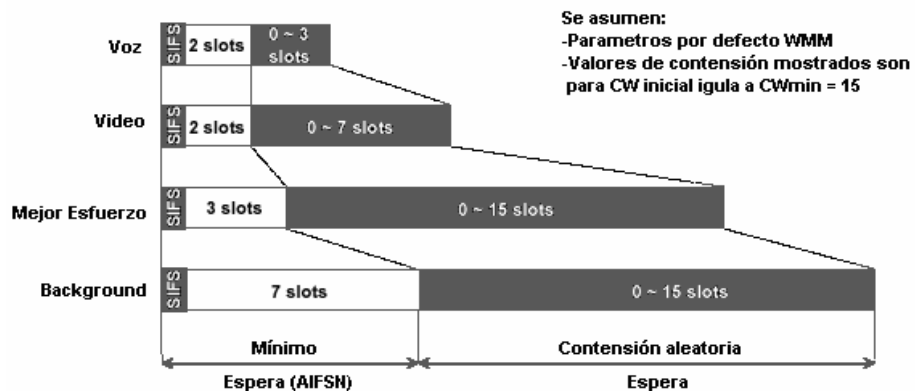 Se asumen:
-Parametros por defecto WMM
-Valores de contensión mostrados son
para CW inicial igula a CWmin = 15
Voz
SIFS
2 slots
0 ~ 3
slots
Video
SIFS
2 slots
0 ~ 7 slots
Mejor Esfuerzo
SIFS
3 slots
0 ~ 15 slots
Background
SIFS
7 slots
0 ~ 15 slots
Mínimo
Contensión aleatoria
Espera (AIFSN)
Espera